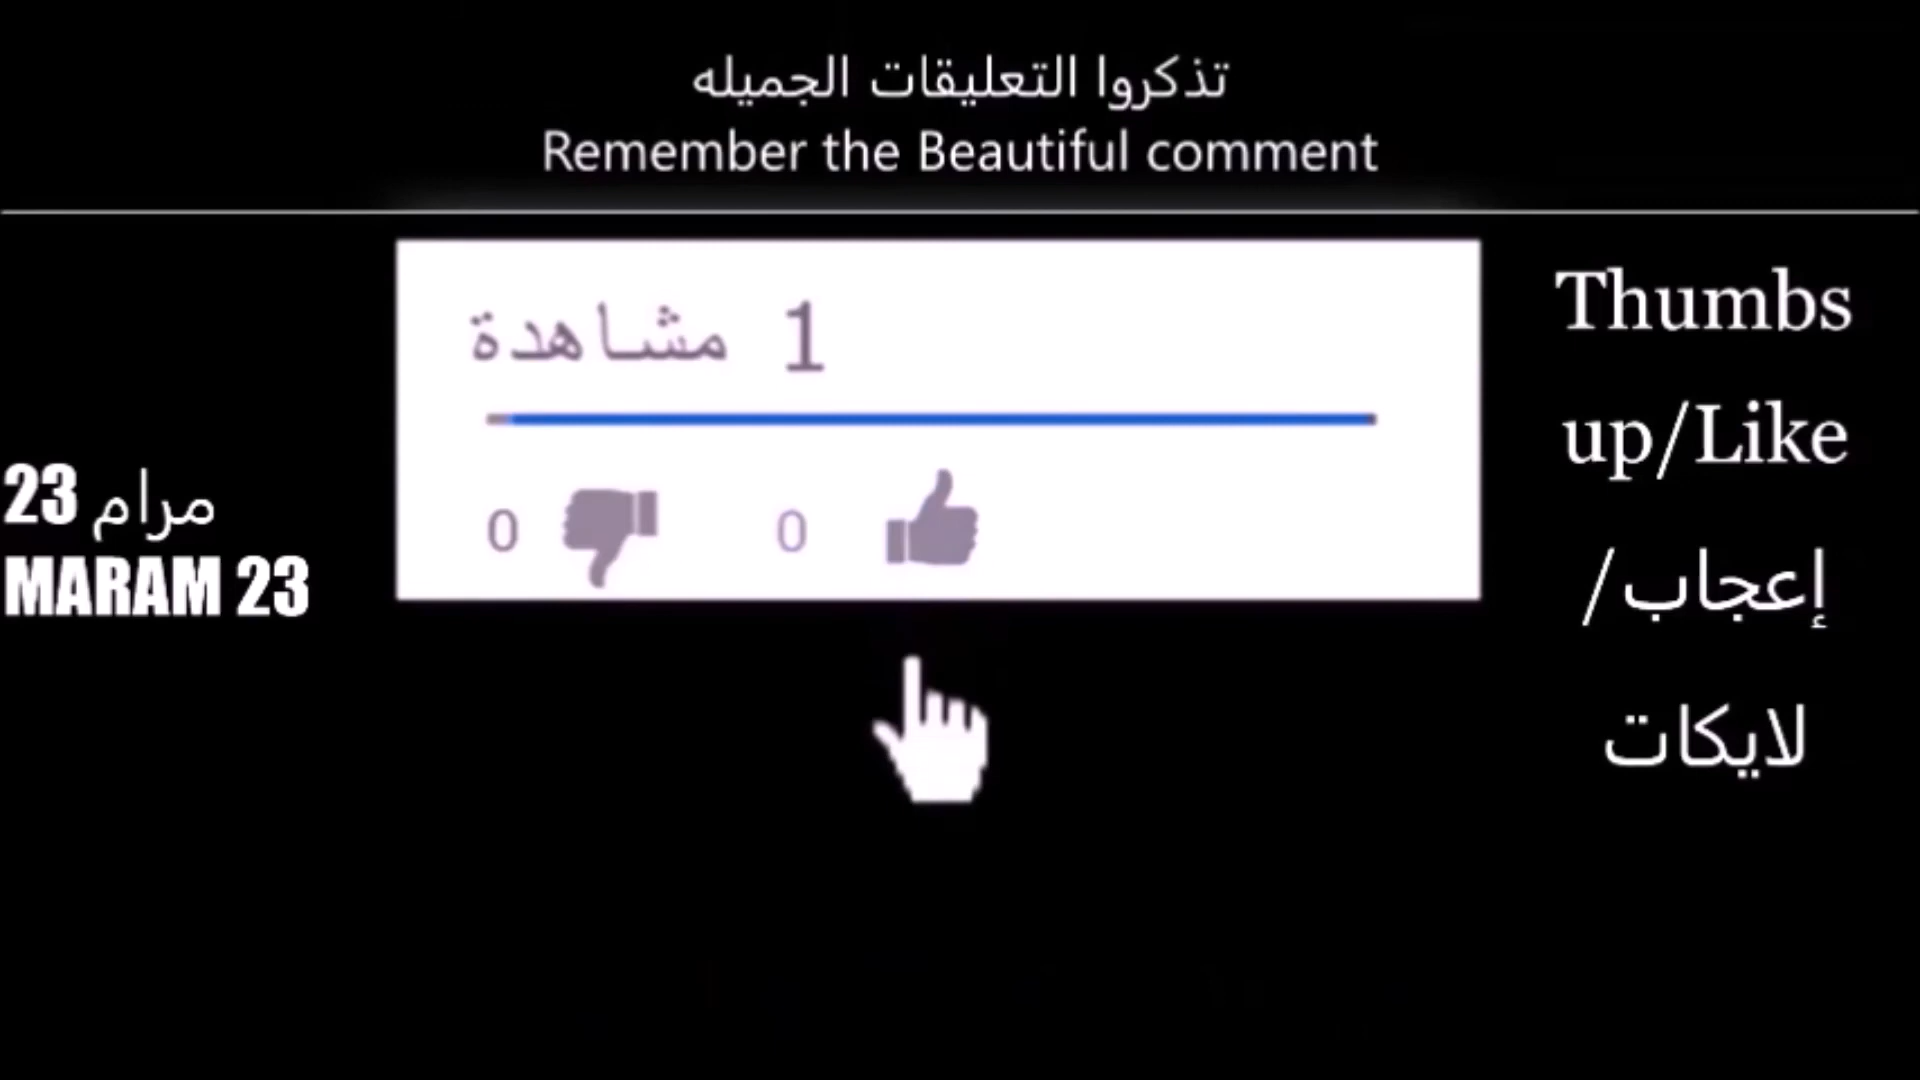 تذكروا التعليقات الجميله
Remember the Beautiful comment
1 مشاهدة
0 0
مرام 23
MARAM 23
Thumbs
up/Like
إعجاب/
لايكات